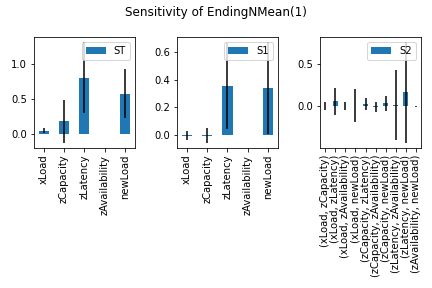 Sensitivity of EndingNMean(1)
ST
1.0
0.5
0.0
xLoad
zCapacity
zLatency
zAvailability
newLoad
S1
0.6
0.4
0.2
0.0
xLoad
zCapacity
zLatency
zAvailability
newLoad
S2
0.5
0.0
(xLoad, zCapacity)
(xLoad, zLatency)
(xLoad, zAvailability)
(xLoad, newLoad)
(zCapacity, zLatency)
(zCapacity, zAvailability)
(zCapacity, newLoad)
(zLatency, zAvailability)
(zLatency, newLoad)
(zAvailability, newLoad)